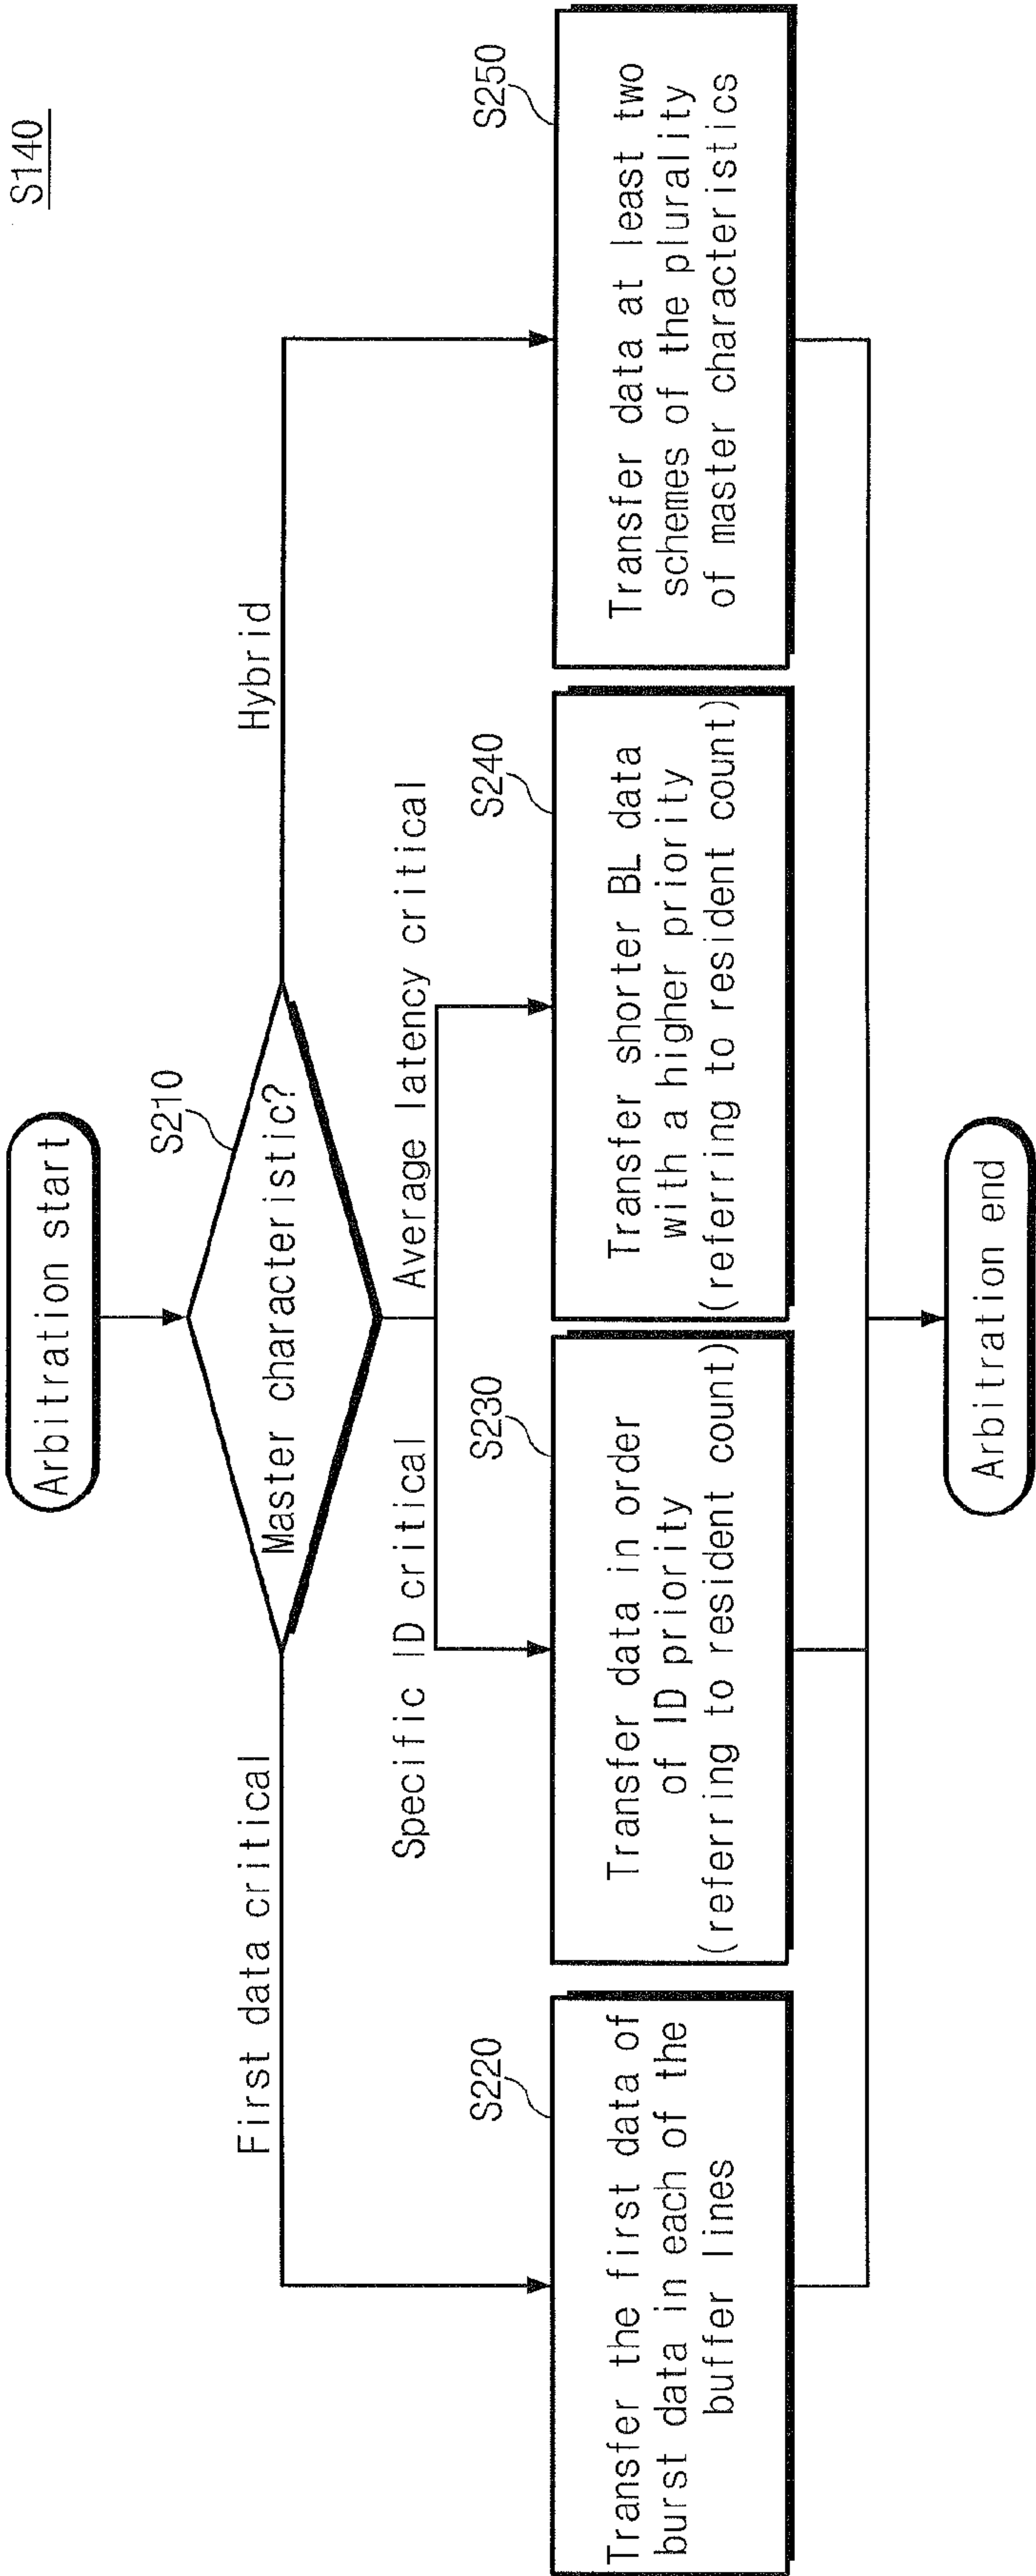 S140
Arbitration start
S210
Master characteristic?
First data critical
Specific ID critical
Average latency critical
Hybrid
S220
Transfer the first data of
burst data in each of the
buffer lines
S230
Transfer data in order
of ID priority
(referring to resident count)
S240
Transfer shorter BL data
with a higher priority
(referring to resident count)
S250
Transfer data at least two
schemes of the plurality
of master characteristics
Arbitration end